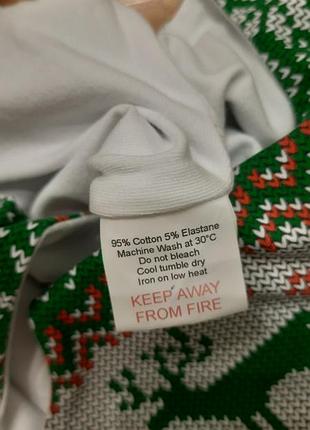 95% Cotton 5% Elastane
Machine Wash at 30°C
Do not bleach
Cool tumble dry
Iron on low heat
KEEP AWAY
FROM FIRE